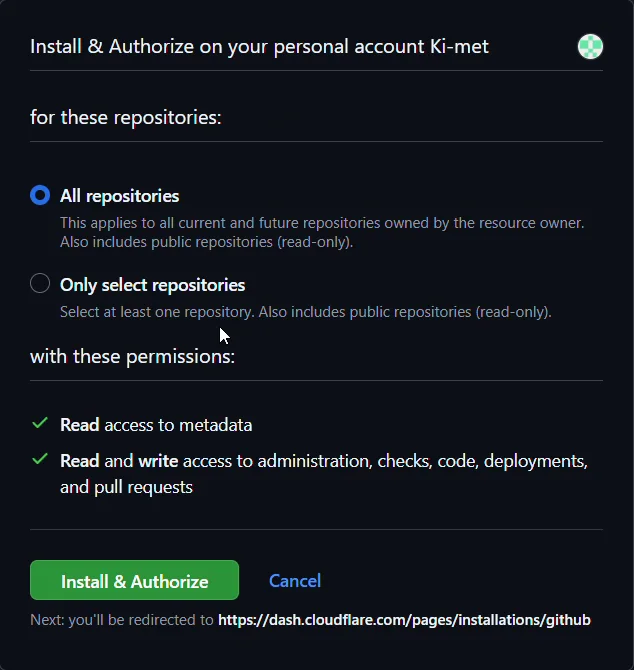 Install & Authorize on your personal account Ki-met
for these repositories:
All repositories
This applies to all current and future repositories owned by the resource owner.
Also includes public repositories (read-only).
Only select repositories
Select at least one repository. Also includes public repositories (read-only).
with these permissions:
Read access to metadata
Read and write access to administration, checks, code, deployments,
and pull requests
Install & Authorize
Cancel
Next: you'll be redirected to https://dash.cloudflare.com/pages/installations/github